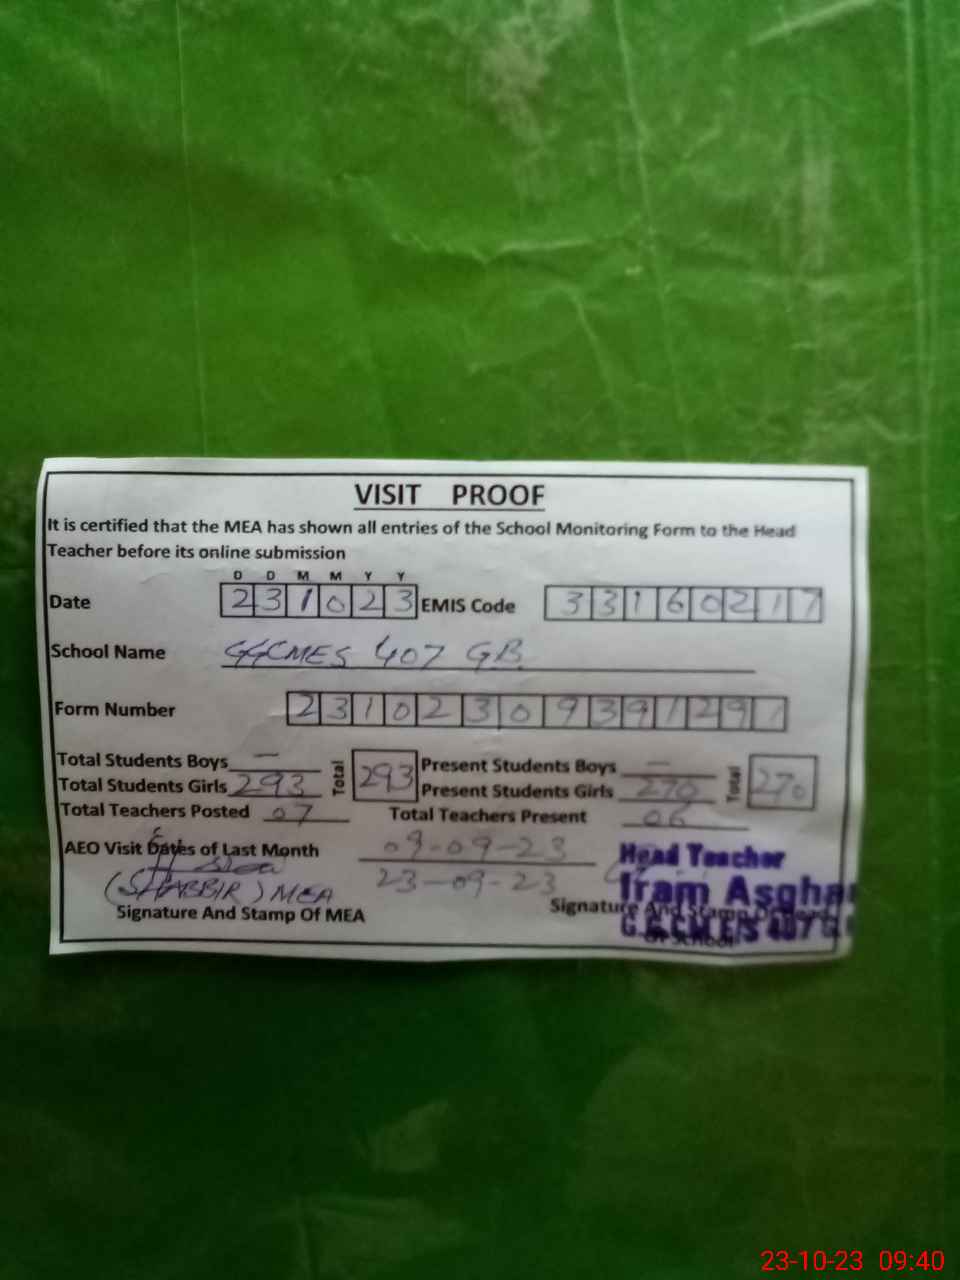 VISIT PROOF
It is certified that the MEA has shown all entries of the School Monitoring Form to the Head
Teacher before its online submission
D D M M Y Y
Date 2 3 1 0 2 3 EMIS Code 3 3 1 6 0 2 1 7
School Name GGCMES 407 GB
Form Number 2 3 1 0 2 3 0 9 3 9 1 2 9 1
Total Students Boys — Total 293 Present Students Boys — Total 270
Total Students Girls 293 Present Students Girls 270
Total Teachers Posted 07 Total Teachers Present 06
AEO Visit Dates of Last Month 09-09-23
23-09-23
(SHABBIR) MEA
Signature And Stamp Of MEA
Signature And Stamp Of Head
Of School
Head Teacher
Iram Asghar
G.G.CM.E/S 407 G.
23-10-23 09:40